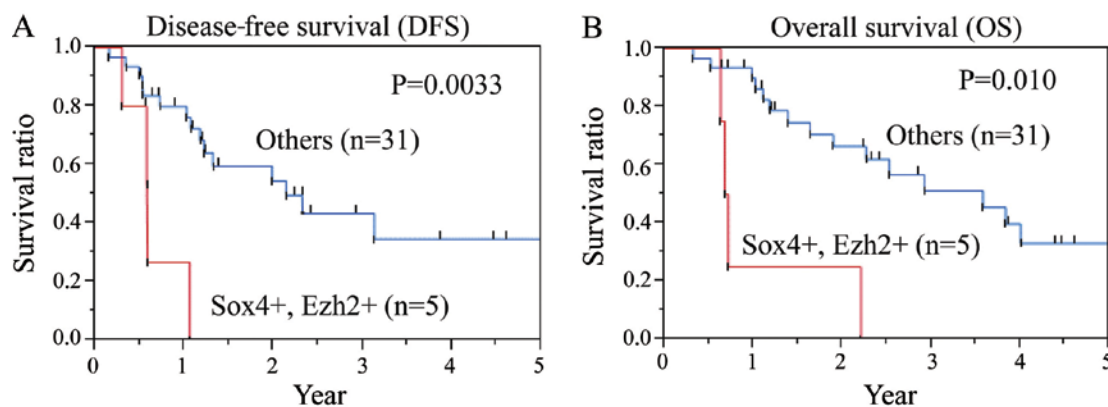 A
Disease-free survival (DFS)
Survival ratio
1.0
0.8
0.6
0.4
0.2
0.0
P=0.0033
Others (n=31)
Sox4+, Ezh2+ (n=5)
0 1 2 3 4 5
Year
B
Overall survival (OS)
Survival ratio
1.0
0.8
0.6
0.4
0.2
0.0
P=0.010
Others (n=31)
Sox4+, Ezh2+ (n=5)
0 1 2 3 4 5
Year